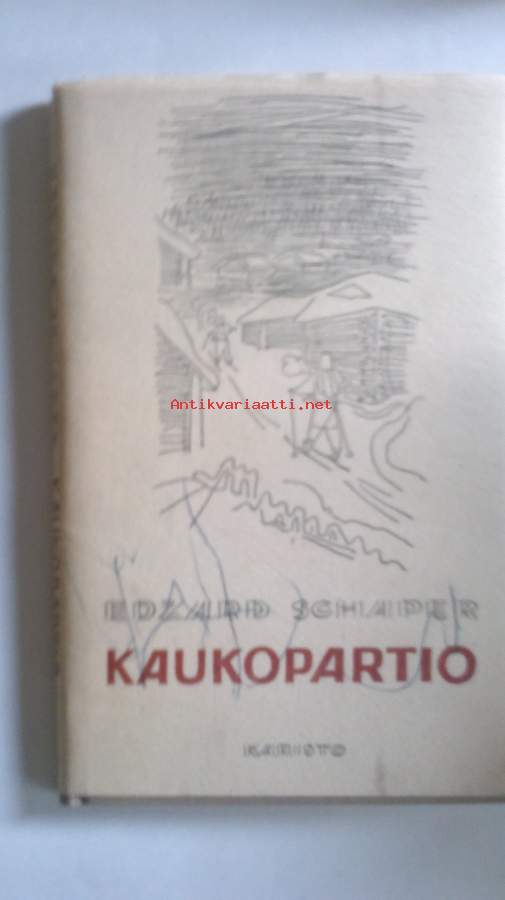 Antikvariaatti.net
EDZARD SCHAPER
KAUKOPARTIO
KARISTO